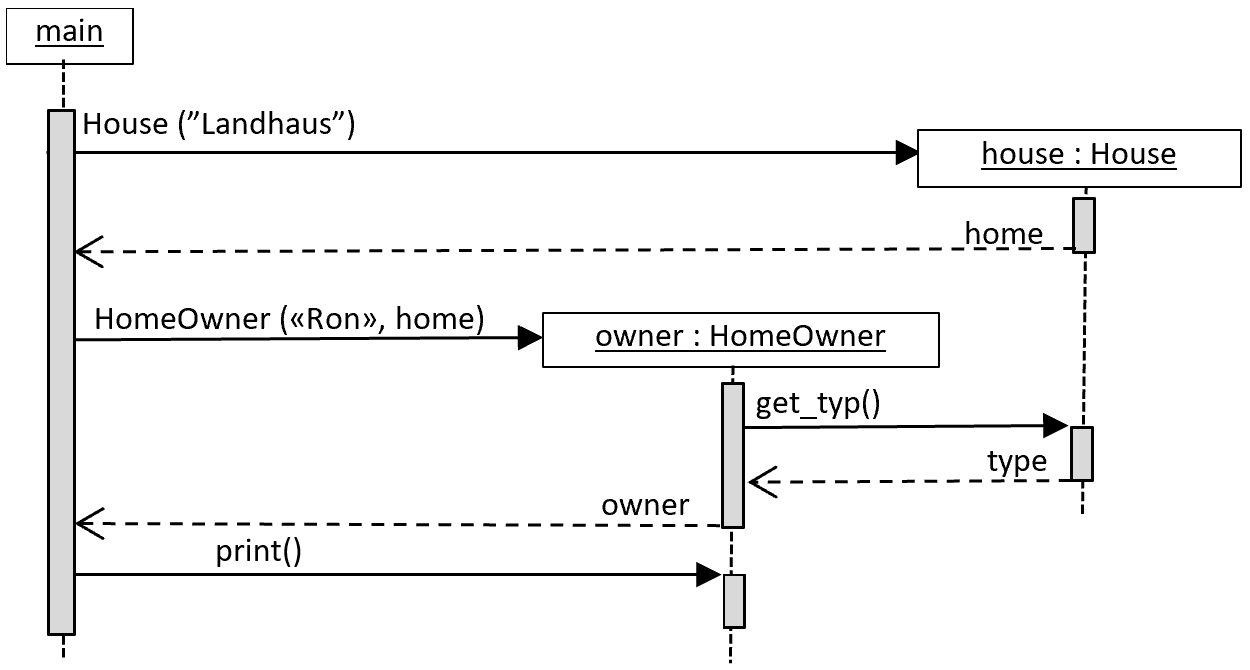 main
House (”Landhaus”)
house : House
home
HomeOwner («Ron», home)
owner : HomeOwner
get_typ()
type
owner
print()